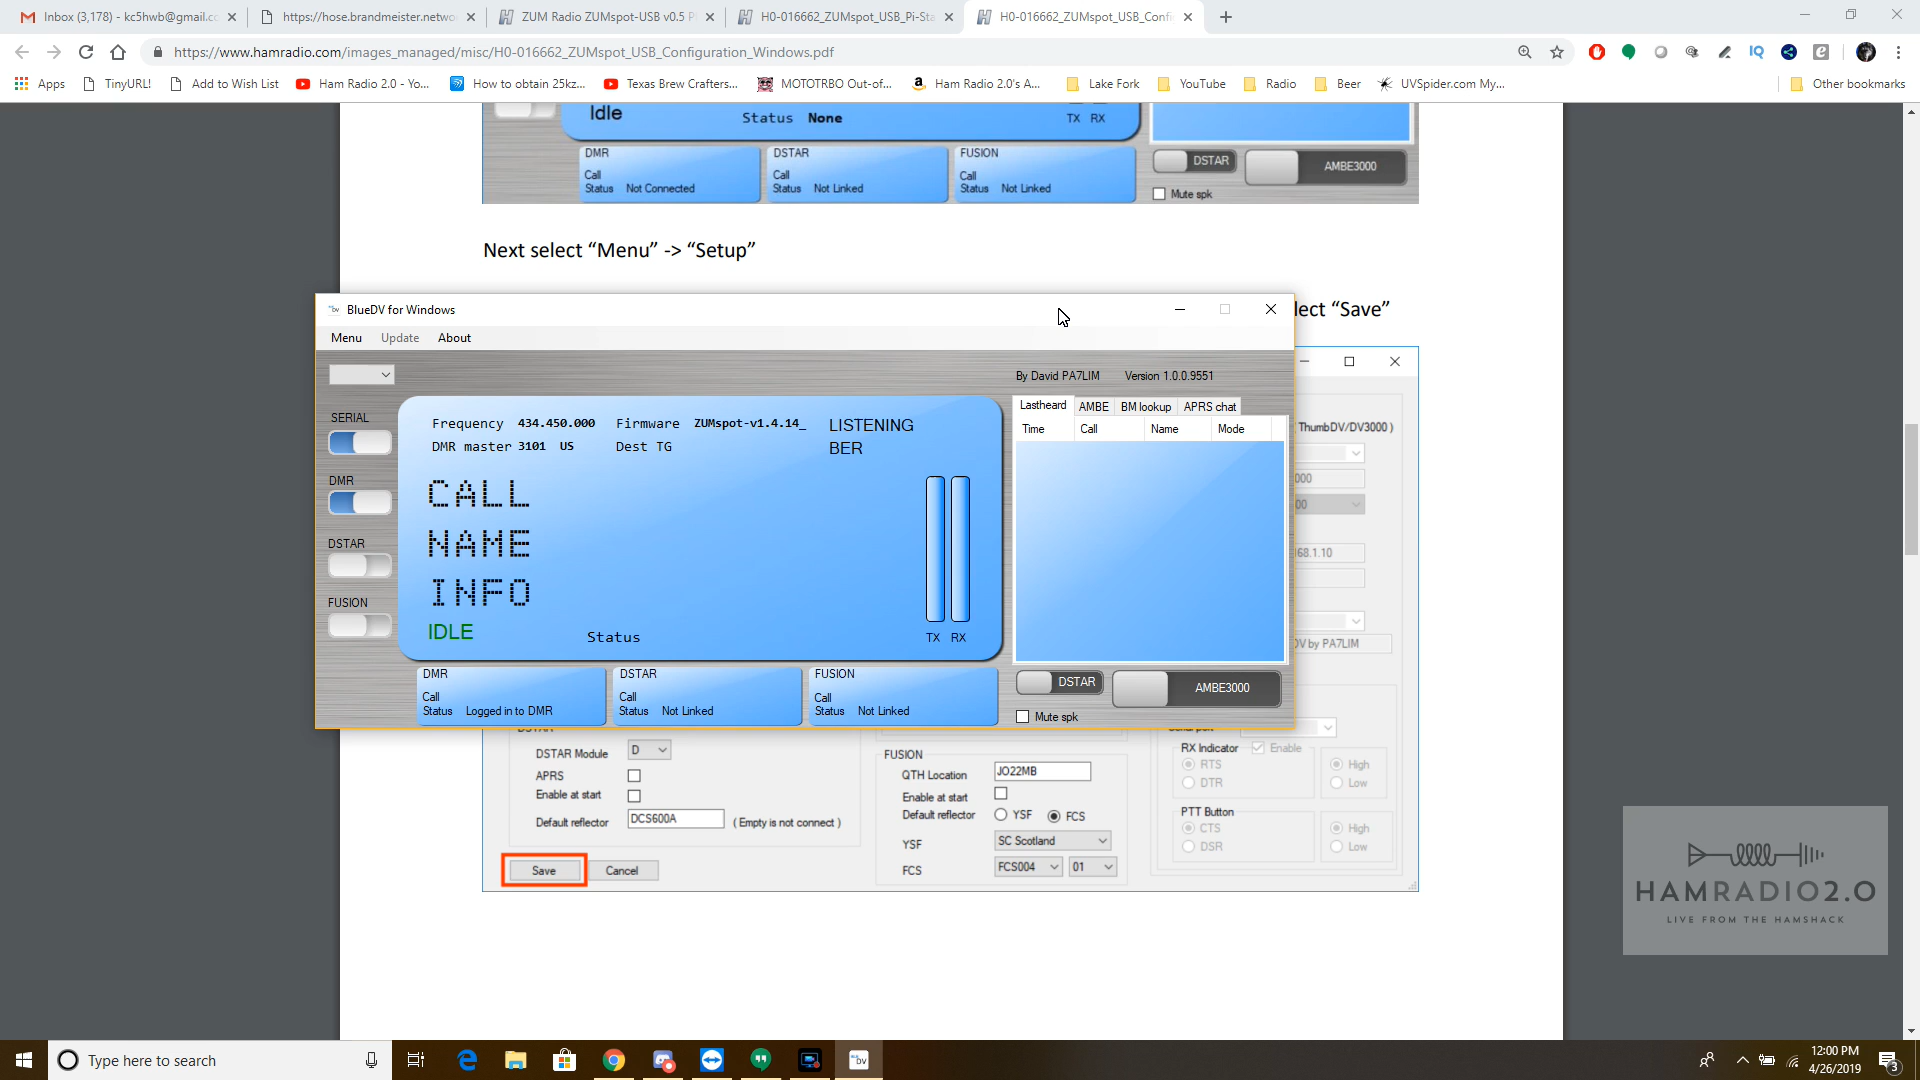 Inbox (3,178) - kc5hwb@gmail.c
https://hose.brandmeister.netwo
ZUM Radio ZUMspot-USB v0.5 P
H0-016662_ZUMspot_USB_Pi-Sta
H0-016662_ZUMspot_USB_Confi
https://www.hamradio.com/images_managed/misc/H0-016662_ZUMspot_USB_Configuration_Windows.pdf
Apps
TinyURL!
Add to Wish List
Ham Radio 2.0 - Yo...
How to obtain 25kz...
Texas Brew Crafters...
MOTOTRBO Out-of...
Ham Radio 2.0's A...
Lake Fork
YouTube
Radio
Beer
UVSpider.com My...
Other bookmarks
Idle
Status None
TX RX
DMR
Call
Status Not Connected
DSTAR
Call
Status Not Linked
FUSION
Call
Status Not Linked
DSTAR
AMBE3000
Mute spk
Next select “Menu” -> “Setup”
lect “Save”
BlueDV for Windows
Menu Update About
By David PA7LIM Version 1.0.0.9551
SERIAL
DMR
DSTAR
FUSION
Frequency 434.450.000 Firmware ZUMspot-v1.4.14_ LISTENING
DMR master 3101 US Dest TG BER
CALL
NAME
INFO
IDLE
Status
TX RX
Lastheard AMBE BM lookup APRS chat
Time Call Name Mode
DMR
Call
Status Logged in to DMR
DSTAR
Call
Status Not Linked
FUSION
Call
Status Not Linked
DSTAR
AMBE3000
Mute spk
ThumbDV/DV3000 )
000
00
68.1.10
DV by PA7LIM
DSTAR Module D
APRS
Enable at start
Default reflector DCS600A ( Empty is not connect )
Save Cancel
FUSION
QTH Location JO22MB
Enable at start
Default reflector YSF FCS
YSF SC Scotland
FCS FCS004 01
RX Indicator Enable
RTS High
DTR Low
PTT Button
CTS High
DSR Low
HAMRADIO2.0
LIVE FROM THE HAMSHACK
Type here to search
bv
12:00 PM
4/26/2019
3